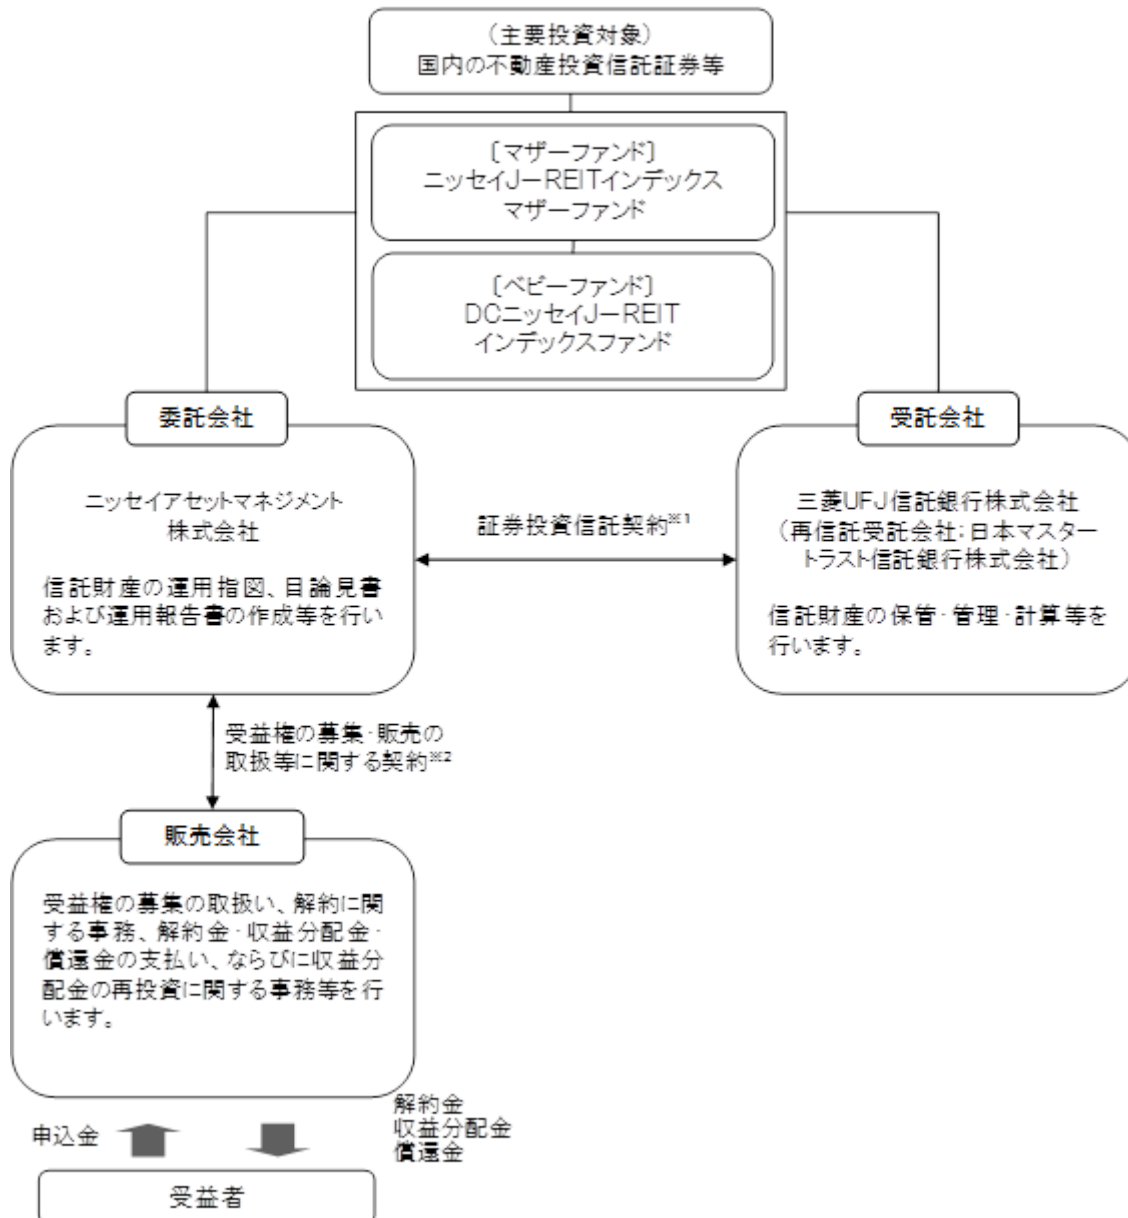 （主要投資対象）
国内の不動産投資信託証券等
〔マザーファンド〕
ニッセイJ－REITインデックス
マザーファンド
〔ベビーファンド〕
DCニッセイJ－REIT
インデックスファンド
委託会社
ニッセイアセットマネジメント
株式会社
信託財産の運用指図、目論見書
および運用報告書の作成等を行い
ます。
証券投資信託契約※1
受託会社
三菱UFJ信託銀行株式会社
（再信託受託会社：日本マスター
トラスト信託銀行株式会社）
信託財産の保管・管理・計算等を
行います。
受益権の募集・販売の
取扱等に関する契約※2
販売会社
受益権の募集の取扱い、解約に関
する事務、解約金・収益分配金・
償還金の支払い、ならびに収益分
配金の再投資に関する事務等を行
います。
申込金
解約金
収益分配金
償還金
受益者